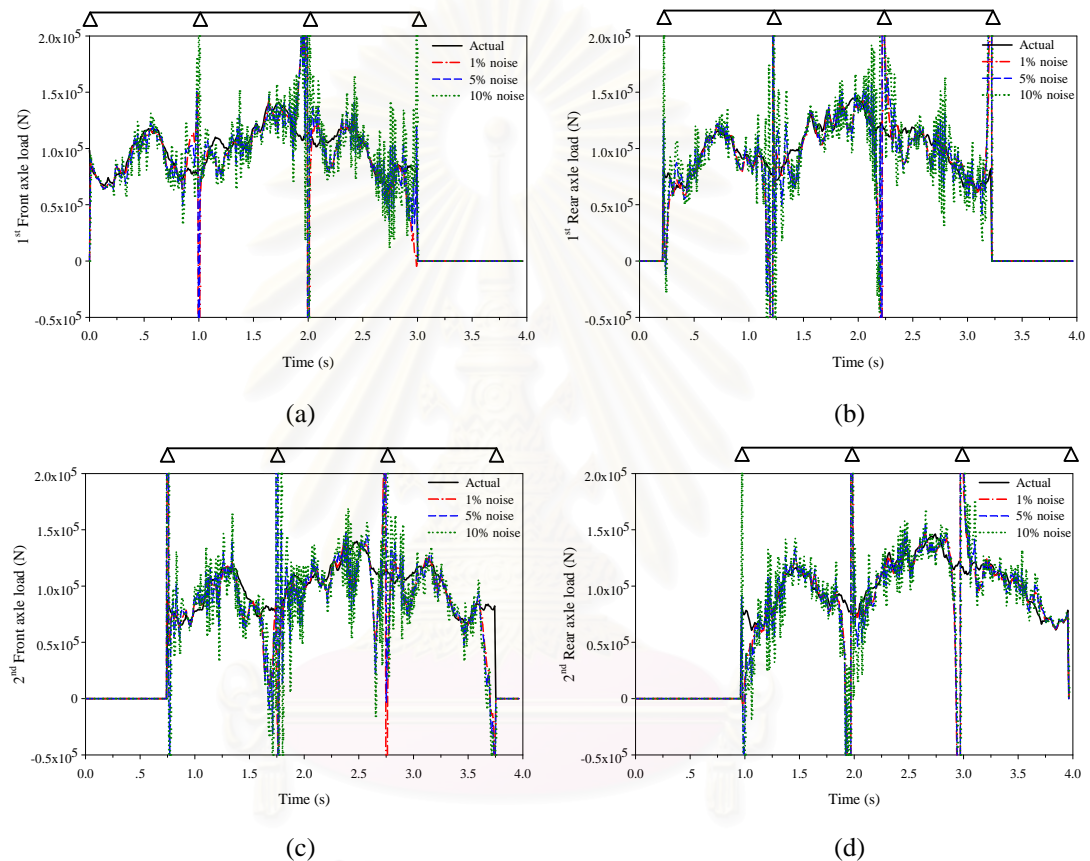 2.0x10⁵
1.5x10⁵
1.0x10⁵
0.5x10⁵
0
-0.5x10⁵
1ˢᵗ Front axle load (N)
Actual
1% noise
5% noise
10% noise
0.0 .5 1.0 1.5 2.0 2.5 3.0 3.5 4.0
Time (s)
(a)
2.0x10⁵
1.5x10⁵
1.0x10⁵
0.5x10⁵
0
-0.5x10⁵
1ˢᵗ Rear axle load (N)
Actual
1% noise
5% noise
10% noise
0.0 .5 1.0 1.5 2.0 2.5 3.0 3.5 4.0
Time (s)
(b)
2.0x10⁵
1.5x10⁵
1.0x10⁵
0.5x10⁵
0
-0.5x10⁵
2ⁿᵈ Front axle load (N)
Actual
1% noise
5% noise
10% noise
0.0 .5 1.0 1.5 2.0 2.5 3.0 3.5 4.0
Time (s)
(c)
2.0x10⁵
1.5x10⁵
1.0x10⁵
0.5x10⁵
0
-0.5x10⁵
2ⁿᵈ Rear axle load (N)
Actual
1% noise
5% noise
10% noise
0.0 .5 1.0 1.5 2.0 2.5 3.0 3.5 4.0
Time (s)
(d)